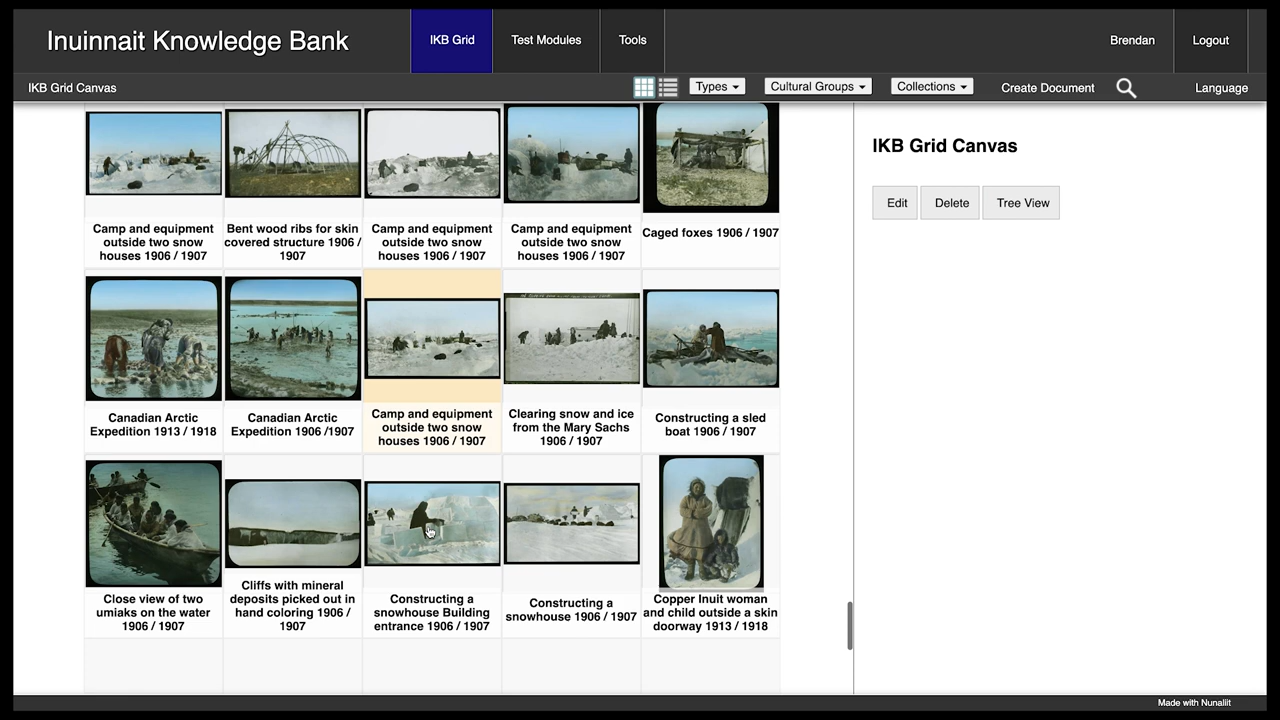 Inuinnait Knowledge Bank
IKB Grid
Test Modules
Tools
Brendan
Logout
IKB Grid Canvas
Types
Cultural Groups
Collections
Create Document
Language
IKB Grid Canvas
Edit
Delete
Tree View
Camp and equipment
outside two snow
houses 1906 / 1907
Bent wood ribs for skin
covered structure 1906 /
1907
Camp and equipment
outside two snow
houses 1906 / 1907
Camp and equipment
outside two snow
houses 1906 / 1907
Caged foxes 1906 / 1907
Canadian Arctic
Expedition 1913 / 1918
Canadian Arctic
Expedition 1906 /1907
Camp and equipment
outside two snow
houses 1906 / 1907
Clearing snow and ice
from the Mary Sachs
1906 / 1907
Constructing a sled
boat 1906 / 1907
Close view of two
umiaks on the water
1906 / 1907
Cliffs with mineral
deposits picked out in
hand coloring 1906 /
1907
Constructing a
snowhouse Building
entrance 1906 / 1907
Constructing a
snowhouse 1906 / 1907
Copper Inuit woman
and child outside a skin
doorway 1913 / 1918
Made with Nunaliit